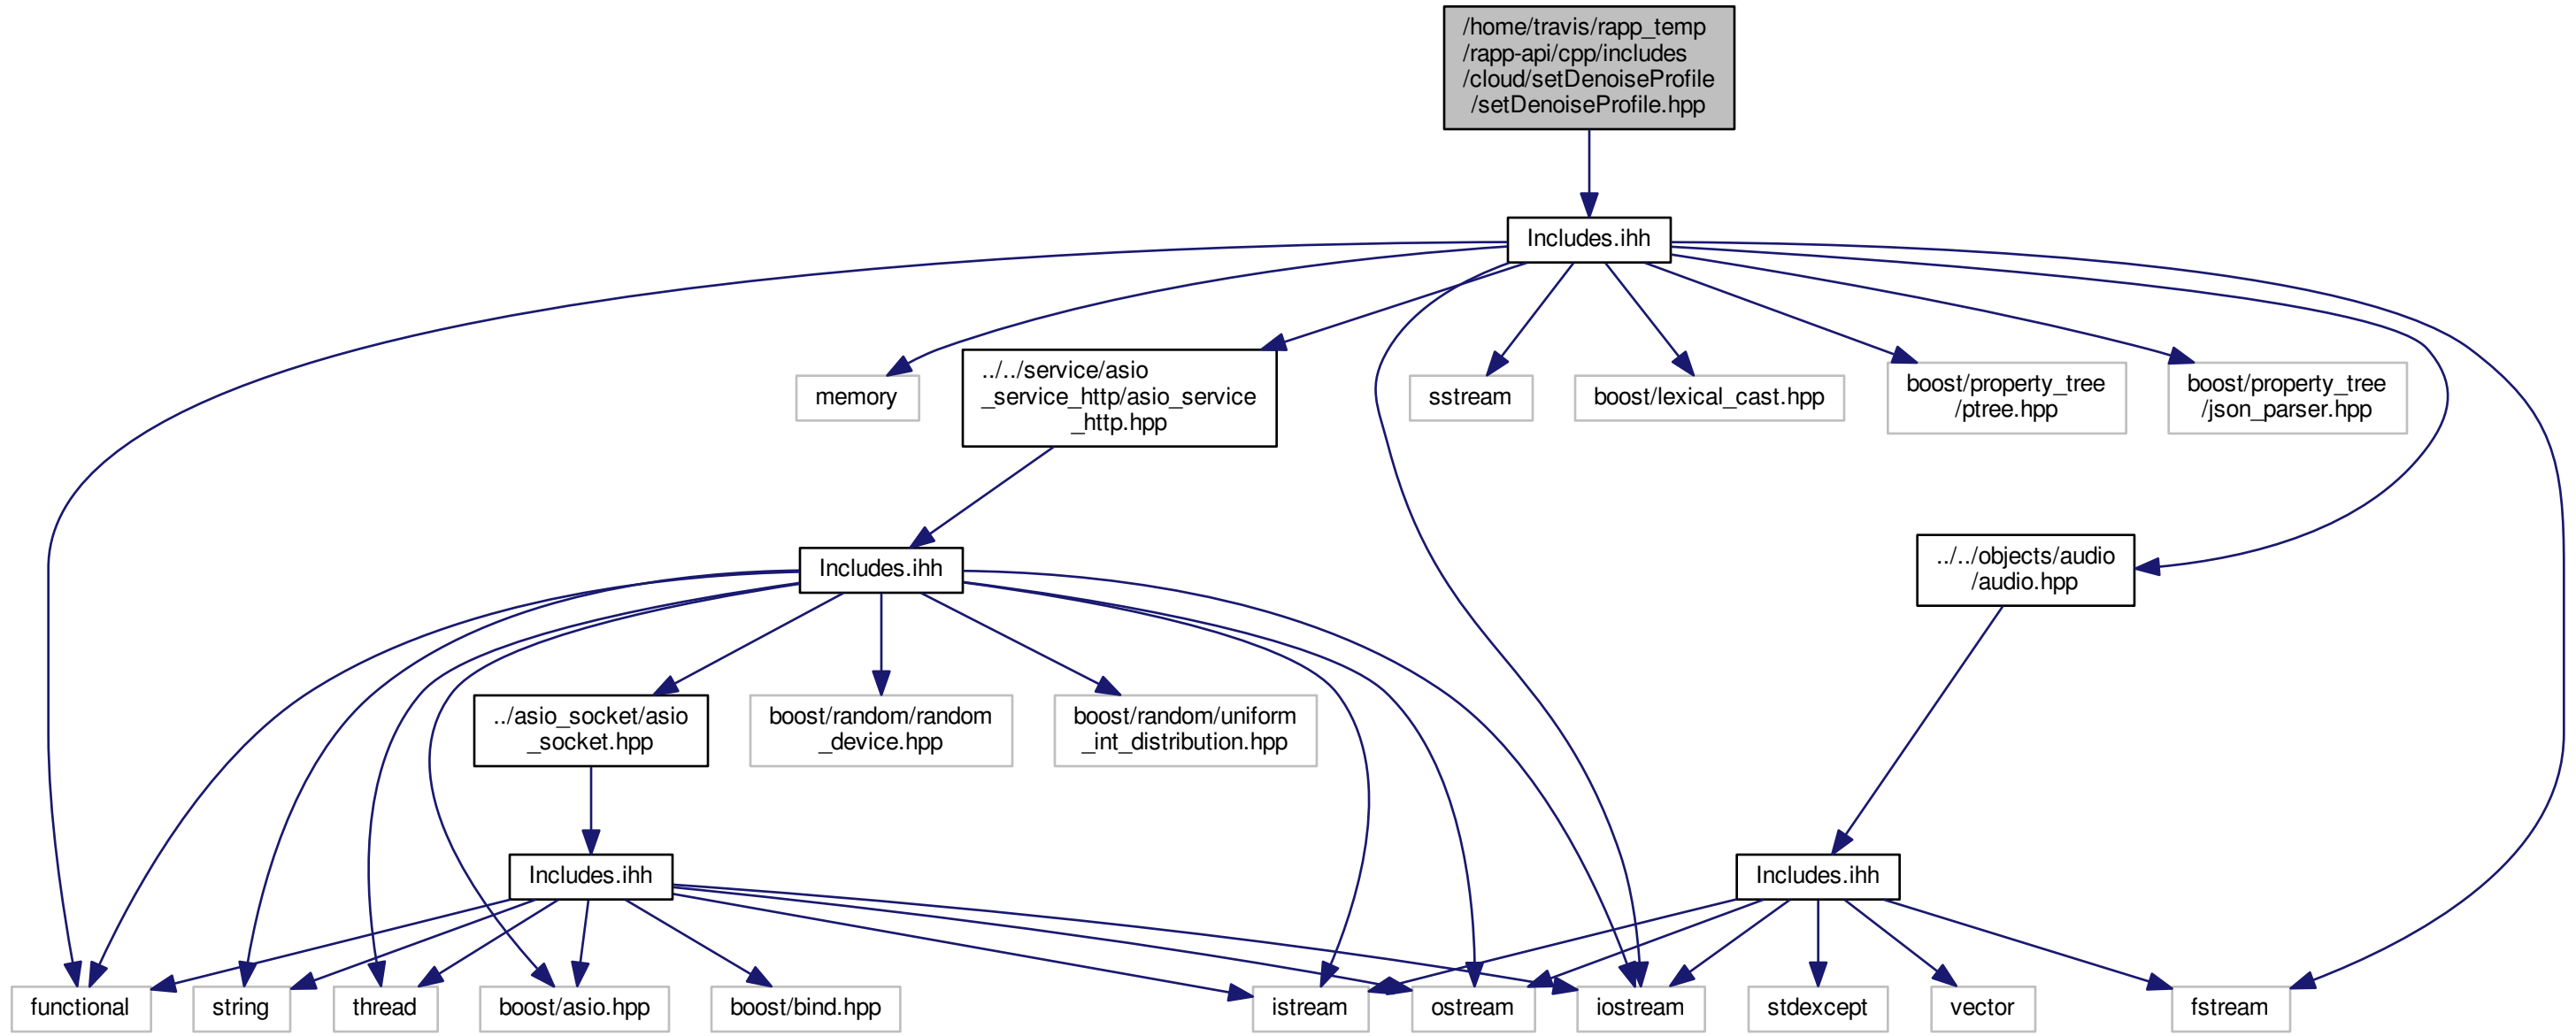 /home/travis/rapp_temp
/rapp-api/cpp/includes
/cloud/setDenoiseProfile
/setDenoiseProfile.hpp
Includes.ihh
memory
../../service/asio
_service_http/asio_service
_http.hpp
sstream
boost/lexical_cast.hpp
boost/property_tree
/ptree.hpp
boost/property_tree
/json_parser.hpp
Includes.ihh
../../objects/audio
/audio.hpp
../asio_socket/asio
_socket.hpp
boost/random/random
_device.hpp
boost/random/uniform
_int_distribution.hpp
Includes.ihh
Includes.ihh
functional
string
thread
boost/asio.hpp
boost/bind.hpp
istream
ostream
iostream
stdexcept
vector
fstream